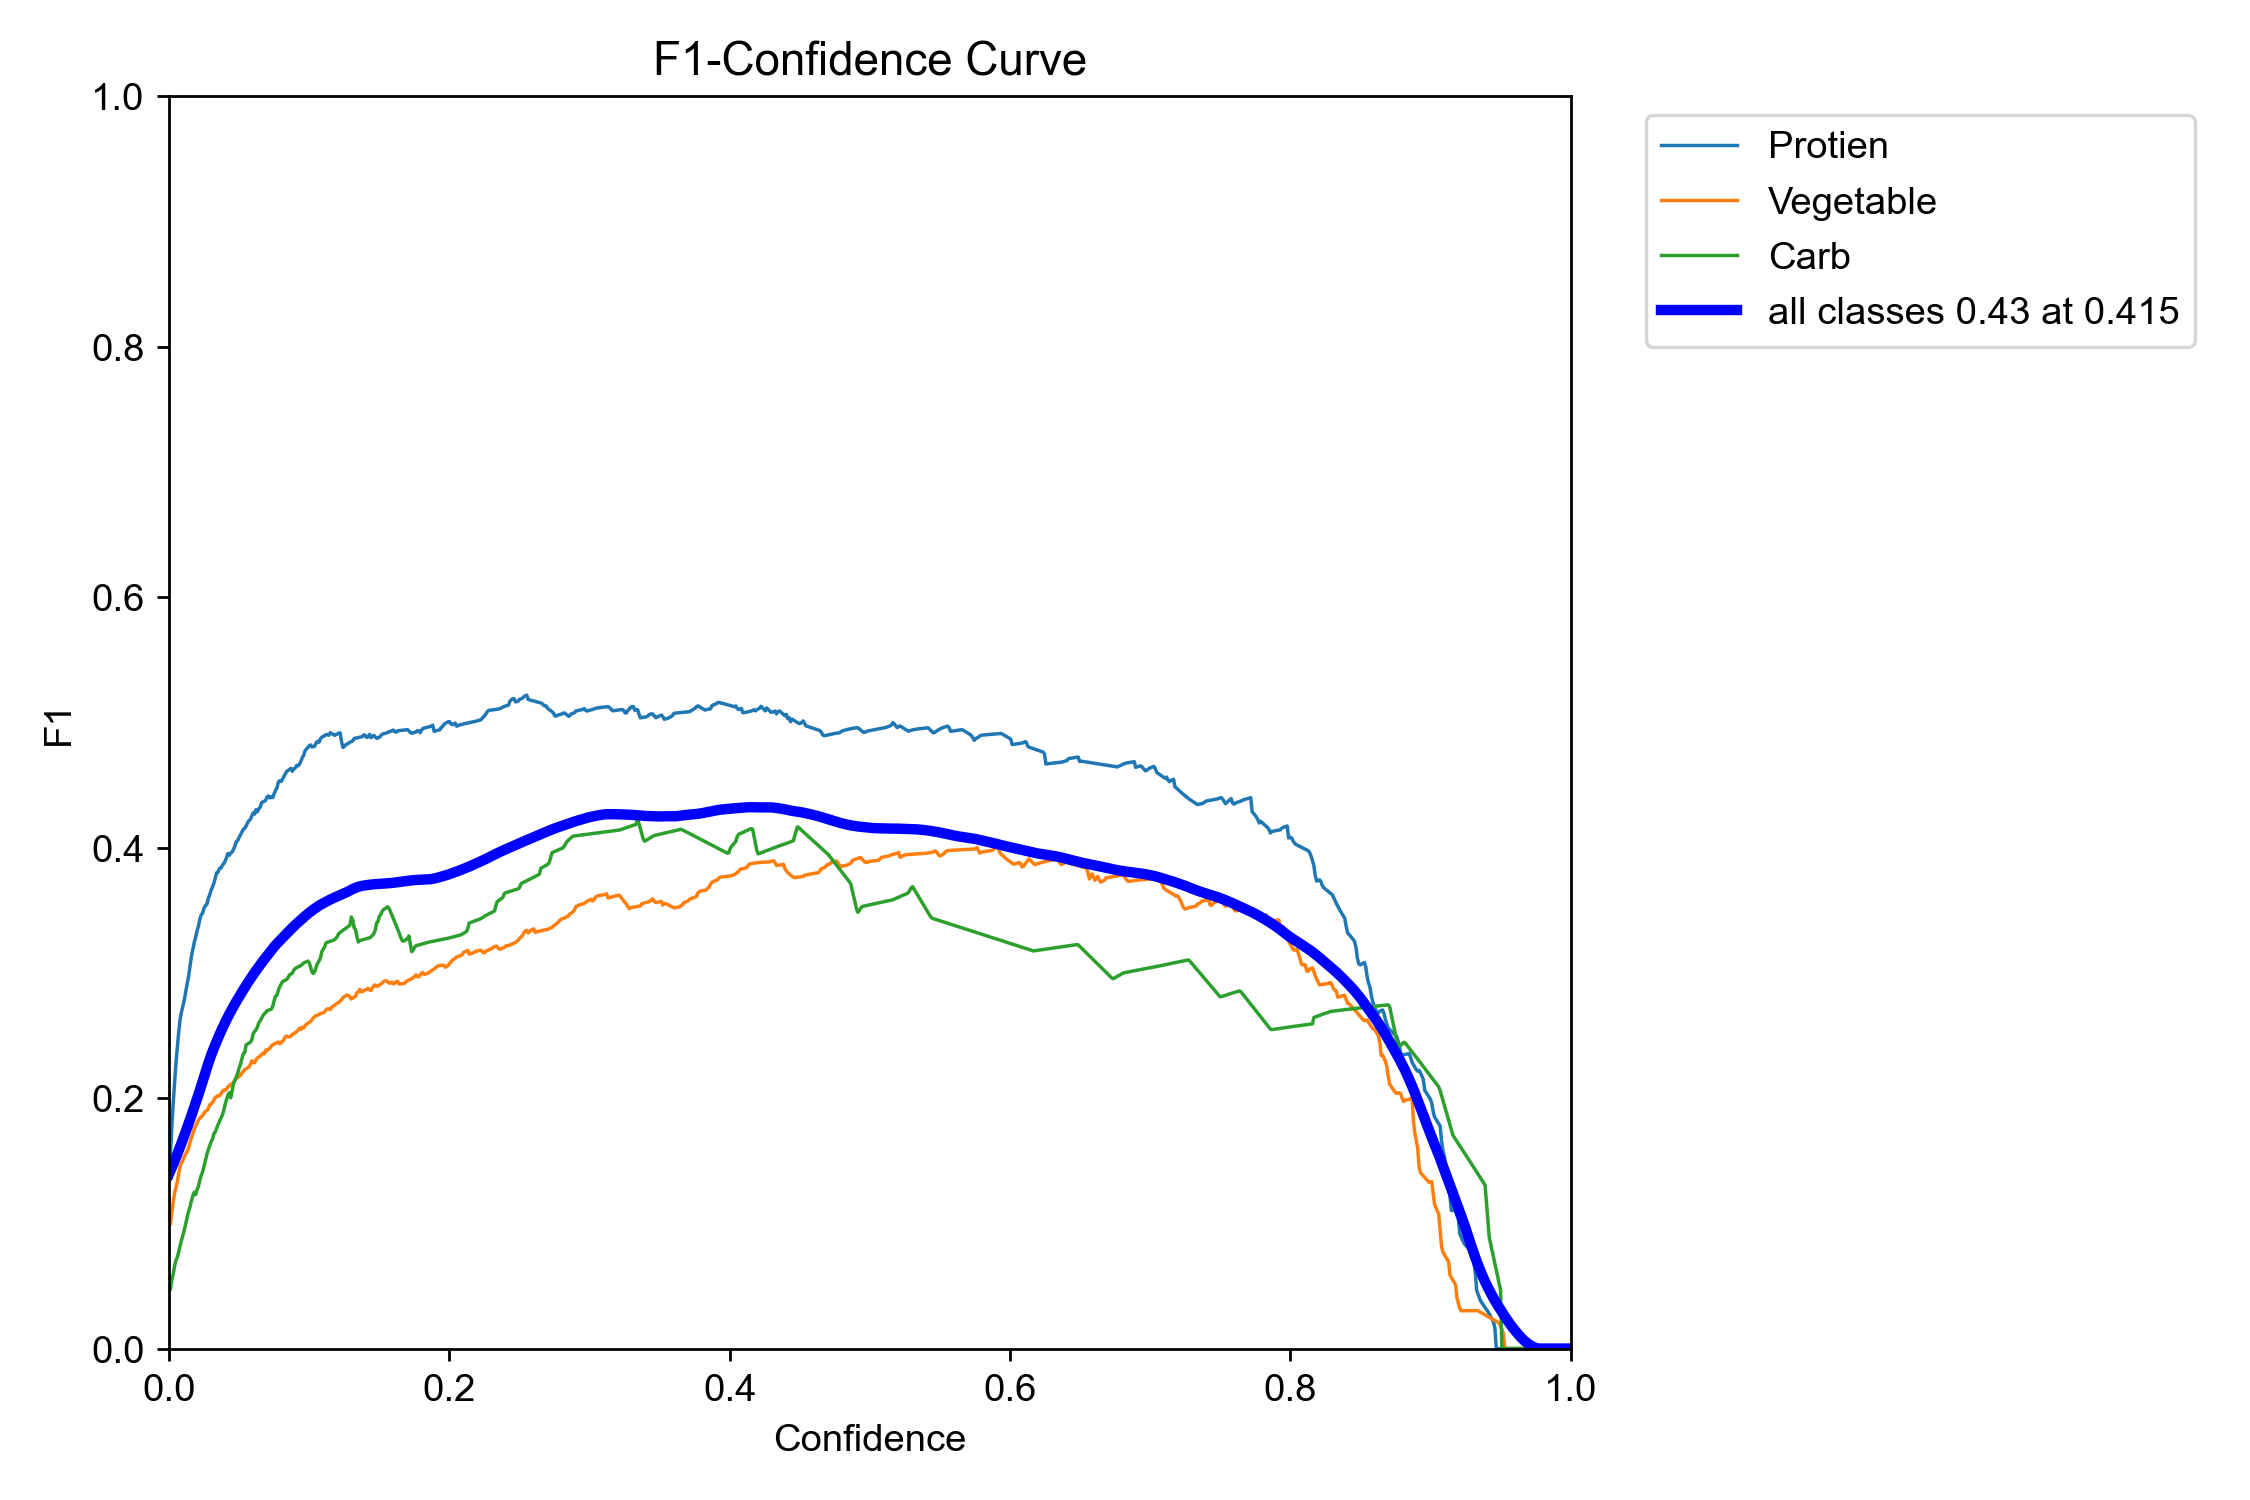 F1-Confidence Curve
1.0
0.8
0.6
0.4
0.2
0.0
F1
0.0 0.2 0.4 0.6 0.8 1.0
Confidence
Protien
Vegetable
Carb
all classes 0.43 at 0.415